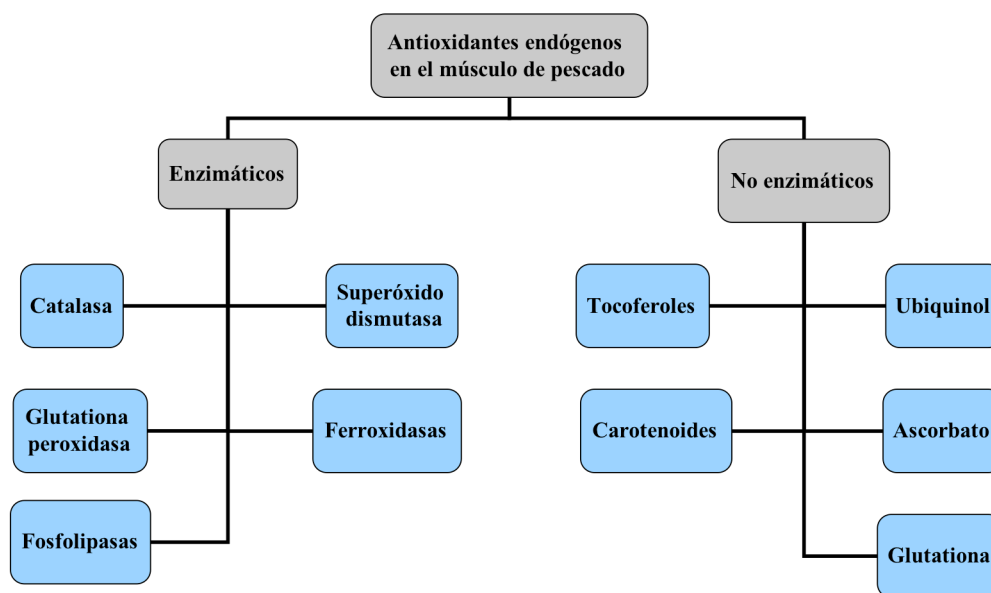 Antioxidantes endógenos
en el músculo de pescado
Enzimáticos
No enzimáticos
Catalasa
Superóxido
dismutasa
Tocoferoles
Ubiquinol
Glutationa
peroxidasa
Ferroxidasas
Carotenoides
Ascorbato
Fosfolipasas
Glutationa